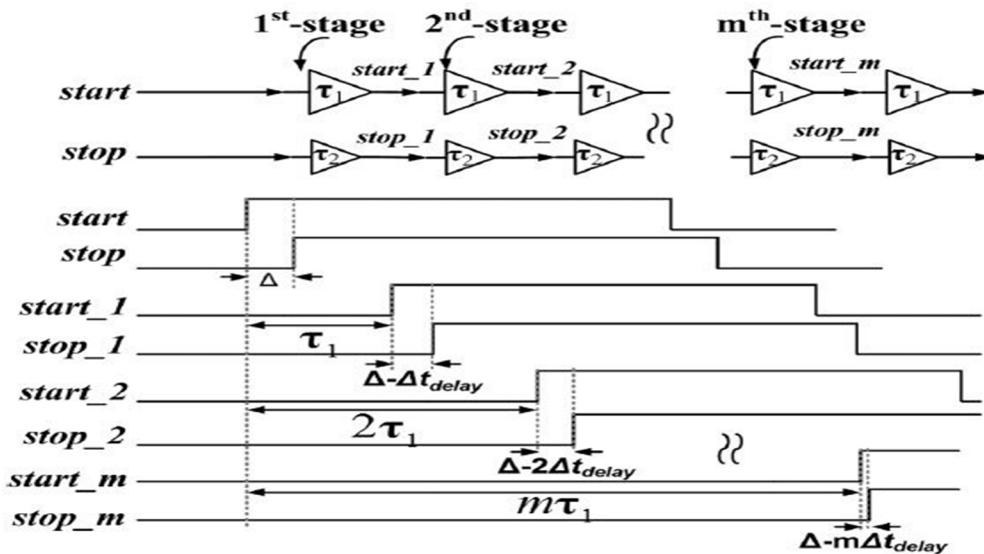 1st-stage 2nd-stage mth-stage
start_1 start_2 start_m
start τ1 τ1 τ1 τ1 τ1
stop_1 stop_2 stop_m
stop τ2 τ2 τ2 τ2 τ2
start
stop
Δ
start_1
τ1
stop_1
Δ-Δtdelay
start_2
2τ1
stop_2
Δ-2Δtdelay
start_m
mτ1
stop_m
Δ-mΔtdelay